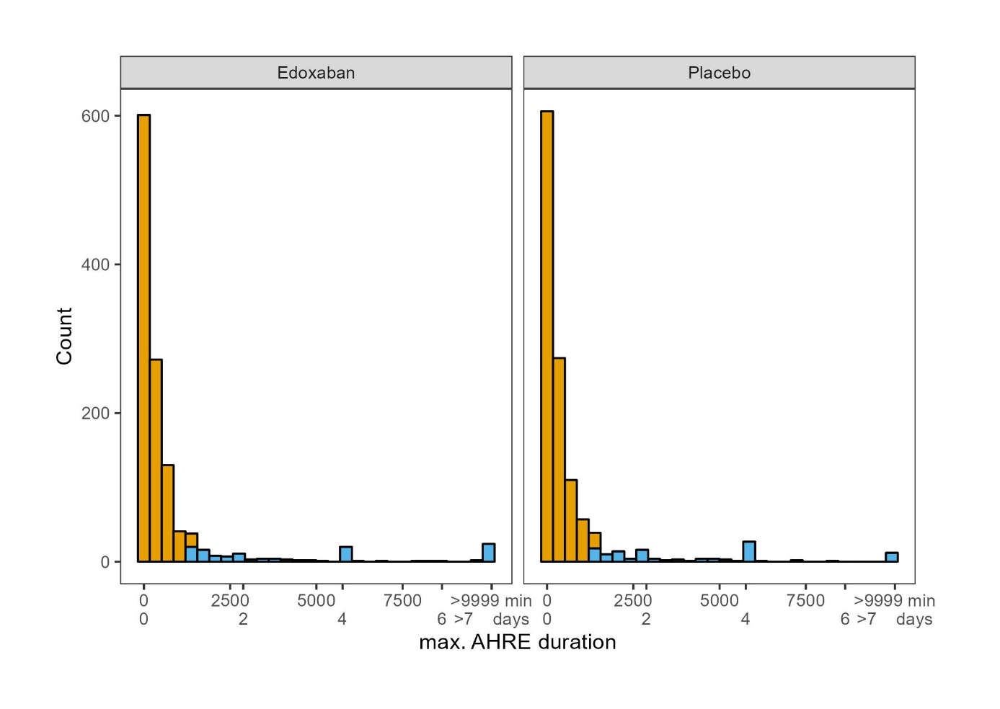 Edoxaban Placebo
600
400
200
0
Count
0 2500 5000 7500 >9999 min 0 2500 5000 7500 >9999 min
0 2 4 6 >7 days 0 2 4 6 >7 days
max. AHRE duration